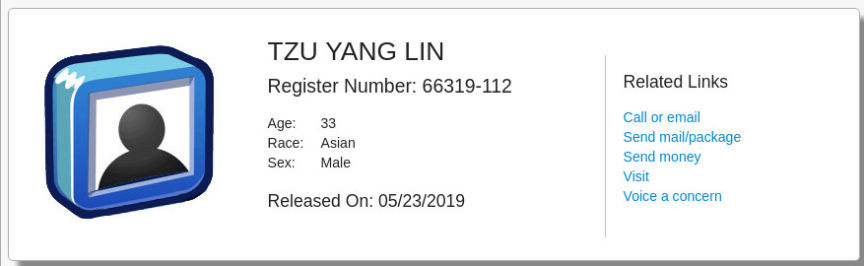 TZU YANG LIN
Register Number: 66319-112
Age: 33
Race: Asian
Sex: Male
Released On: 05/23/2019
Related Links
Call or email
Send mail/package
Send money
Visit
Voice a concern